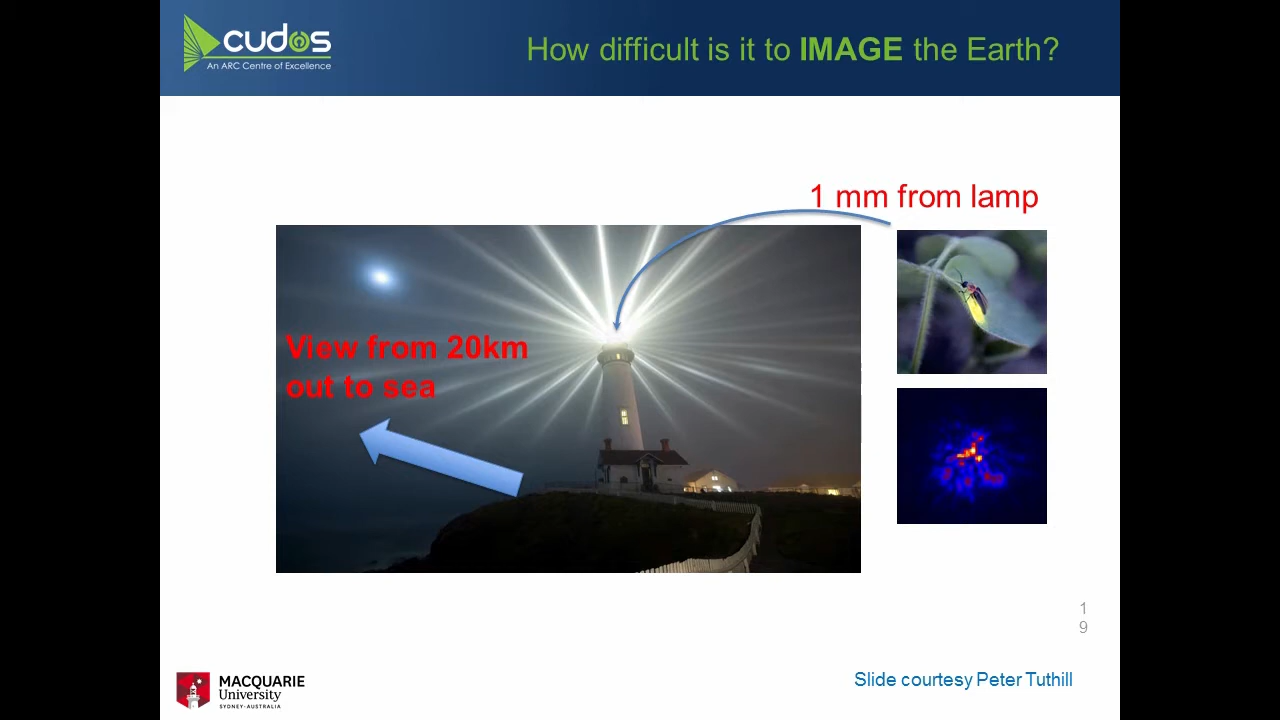 cudos
An ARC Centre of Excellence
How difficult is it to IMAGE the Earth?
1 mm from lamp
View from 20km
out to sea
1
9
MACQUARIE
University
SYDNEY·AUSTRALIA
Slide courtesy Peter Tuthill